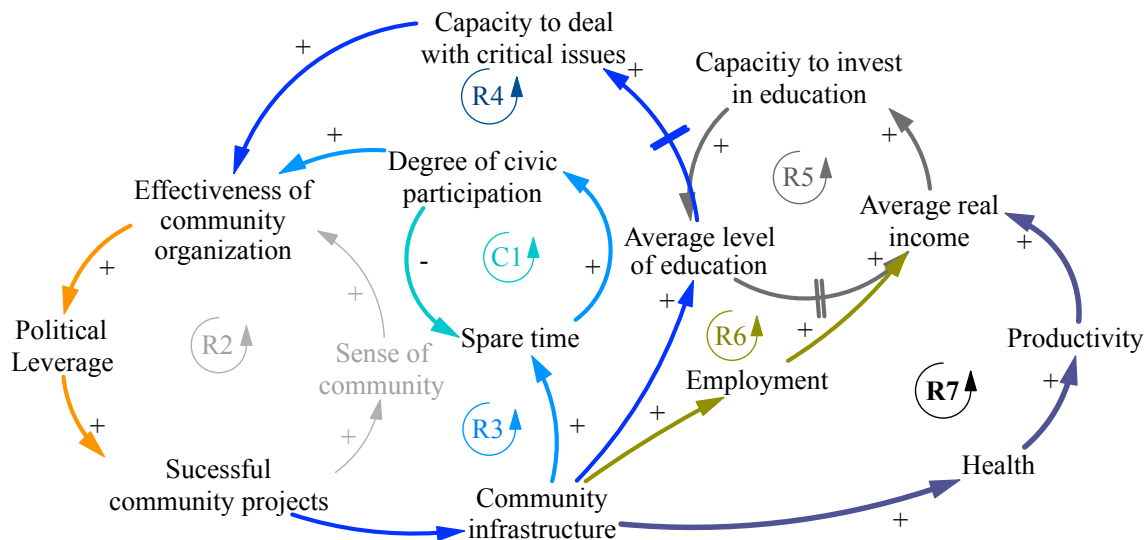 Capacity to deal
with critical issues
+
+
Capacitiy to invest
in education
R4
+
+
+
Degree of civic
participation
R5
Effectiveness of
community
organization
Average real
income
Average level
of education
C1
-
+
+
+
+
+
+
R6
+
Political
Leverage
R2
Sense of
community
Spare time
Productivity
Employment
+
R7
+
+
R3
+
+
Sucessful
community projects
Health
Community
infrastructure
+